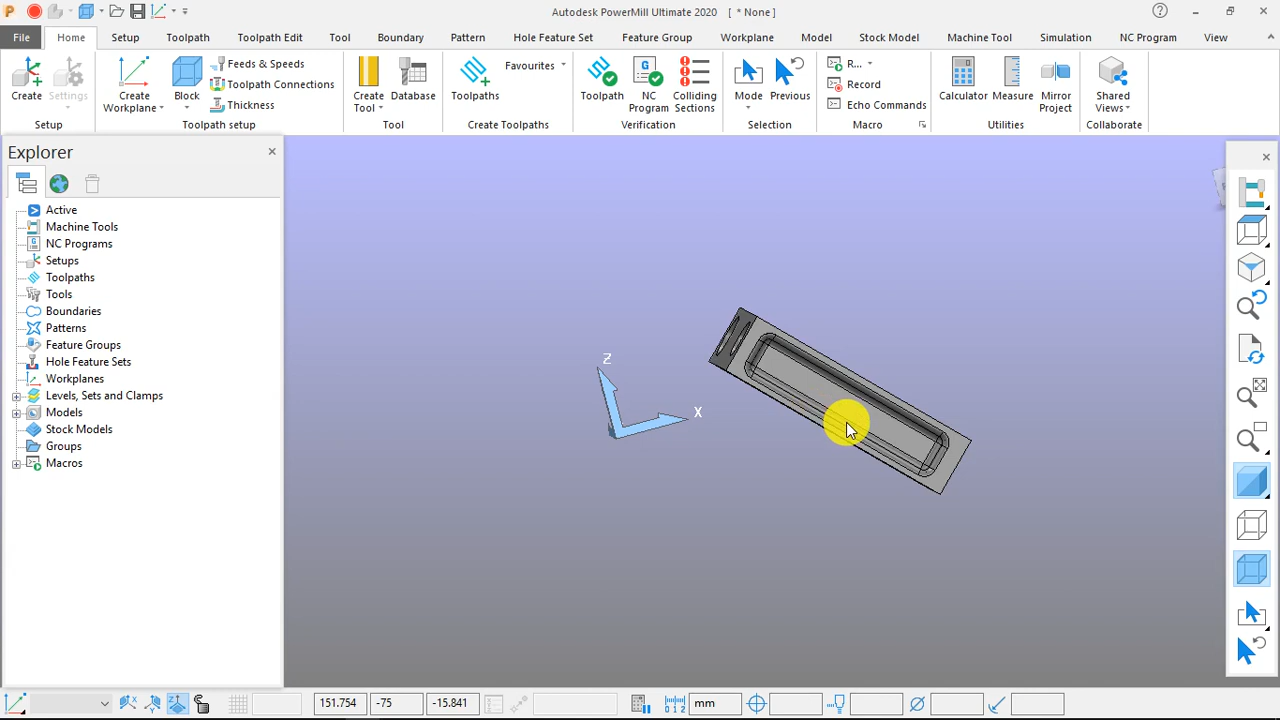 Autodesk PowerMill Ultimate 2020 [ * None ]
File Home Setup Toolpath Toolpath Edit Tool Boundary Pattern Hole Feature Set Feature Group Workplane Model Stock Model Machine Tool Simulation NC Program View
Create
Settings
Setup
Create Workplane
Block
Feeds & Speeds
Toolpath Connections
Thickness
Toolpath setup
Create Tool
Database
Tool
Toolpaths
Favourites
Create Toolpaths
Toolpath
NC Program
Colliding Sections
Verification
Mode
Previous
Selection
R...
Record
Echo Commands
Macro
Calculator
Measure
Mirror Project
Utilities
Shared Views
Collaborate
Explorer
Active
Machine Tools
NC Programs
Setups
Toolpaths
Tools
Boundaries
Patterns
Feature Groups
Hole Feature Sets
Workplanes
Levels, Sets and Clamps
Models
Stock Models
Groups
Macros
Z
X
151.754 -75 -15.841 mm